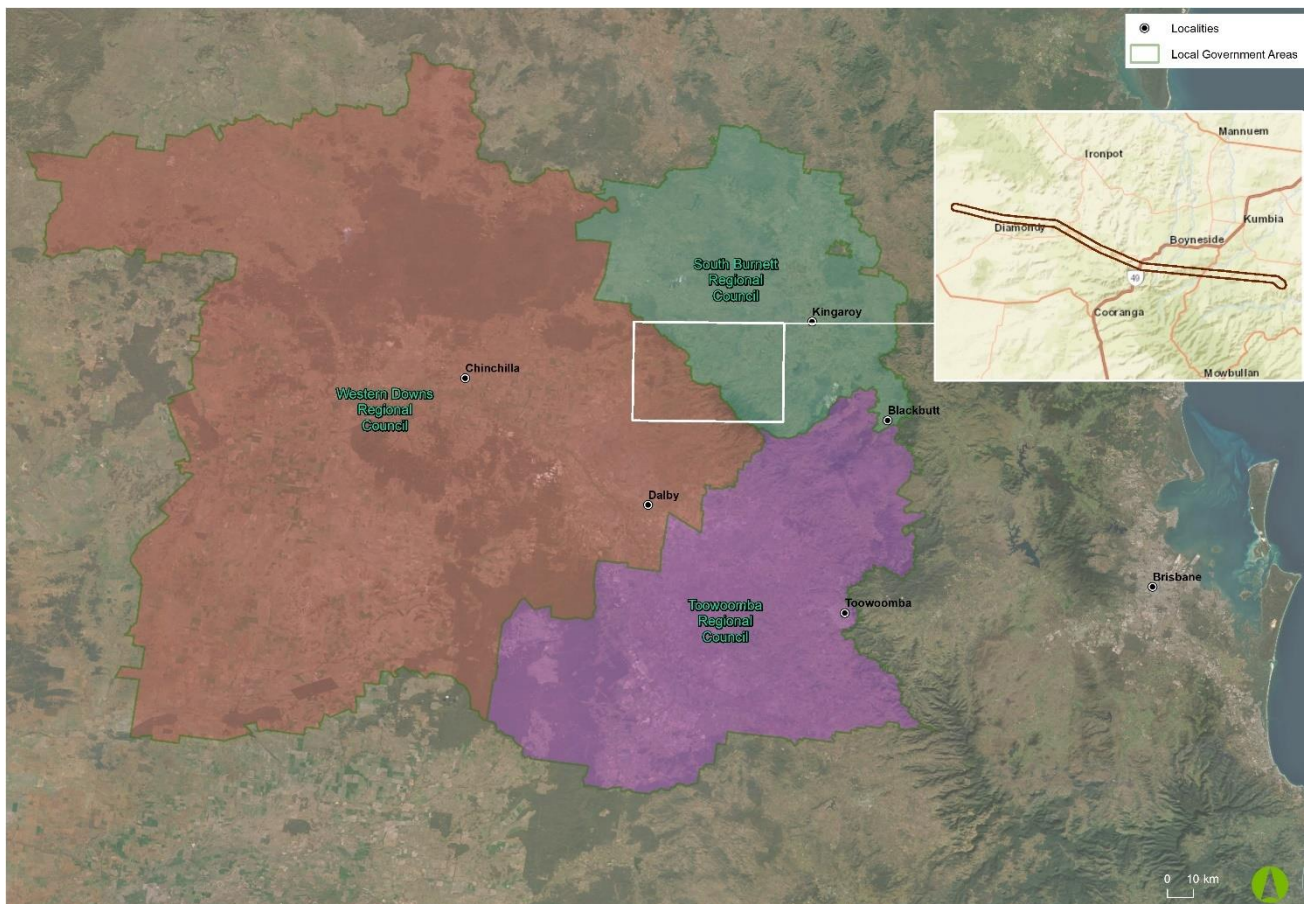 Localities
Local Government Areas
Mannuem
Ironpot
Kumbia
Diamondy
Boyneside
49
Cooranga
Mowbullan
South Burnett
Regional
Council
Kingaroy
Chinchilla
Western Downs
Regional
Council
Blackbutt
Dalby
Brisbane
Toowoomba
Toowoomba
Regional
Council
0 10 km